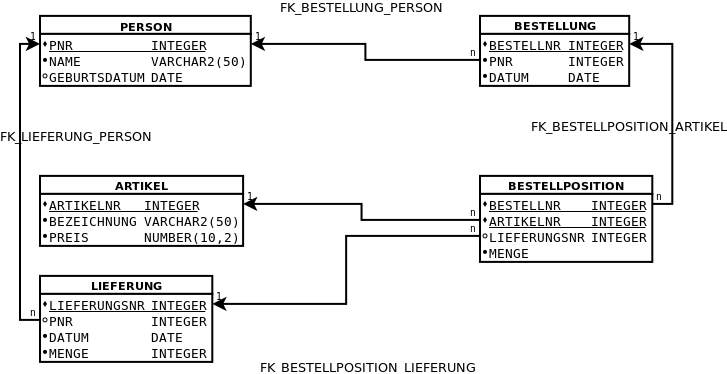 FK_BESTELLUNG_PERSON
PERSON
PNR INTEGER
NAME VARCHAR2(50)
GEBURTSDATUM DATE
1
1
BESTELLUNG
BESTELLNR INTEGER
PNR INTEGER
DATUM DATE
n
1
FK_LIEFERUNG_PERSON
FK_BESTELLPOSITION_ARTIKEL
ARTIKEL
ARTIKELNR INTEGER
BEZEICHNUNG VARCHAR2(50)
PREIS NUMBER(10,2)
1
BESTELLPOSITION
BESTELLNR INTEGER
ARTIKELNR INTEGER
LIEFERUNGSNR INTEGER
MENGE
n
n
n
LIEFERUNG
LIEFERUNGSNR INTEGER
PNR INTEGER
DATUM DATE
MENGE INTEGER
1
n
FK_BESTELLPOSITION_LIEFERUNG